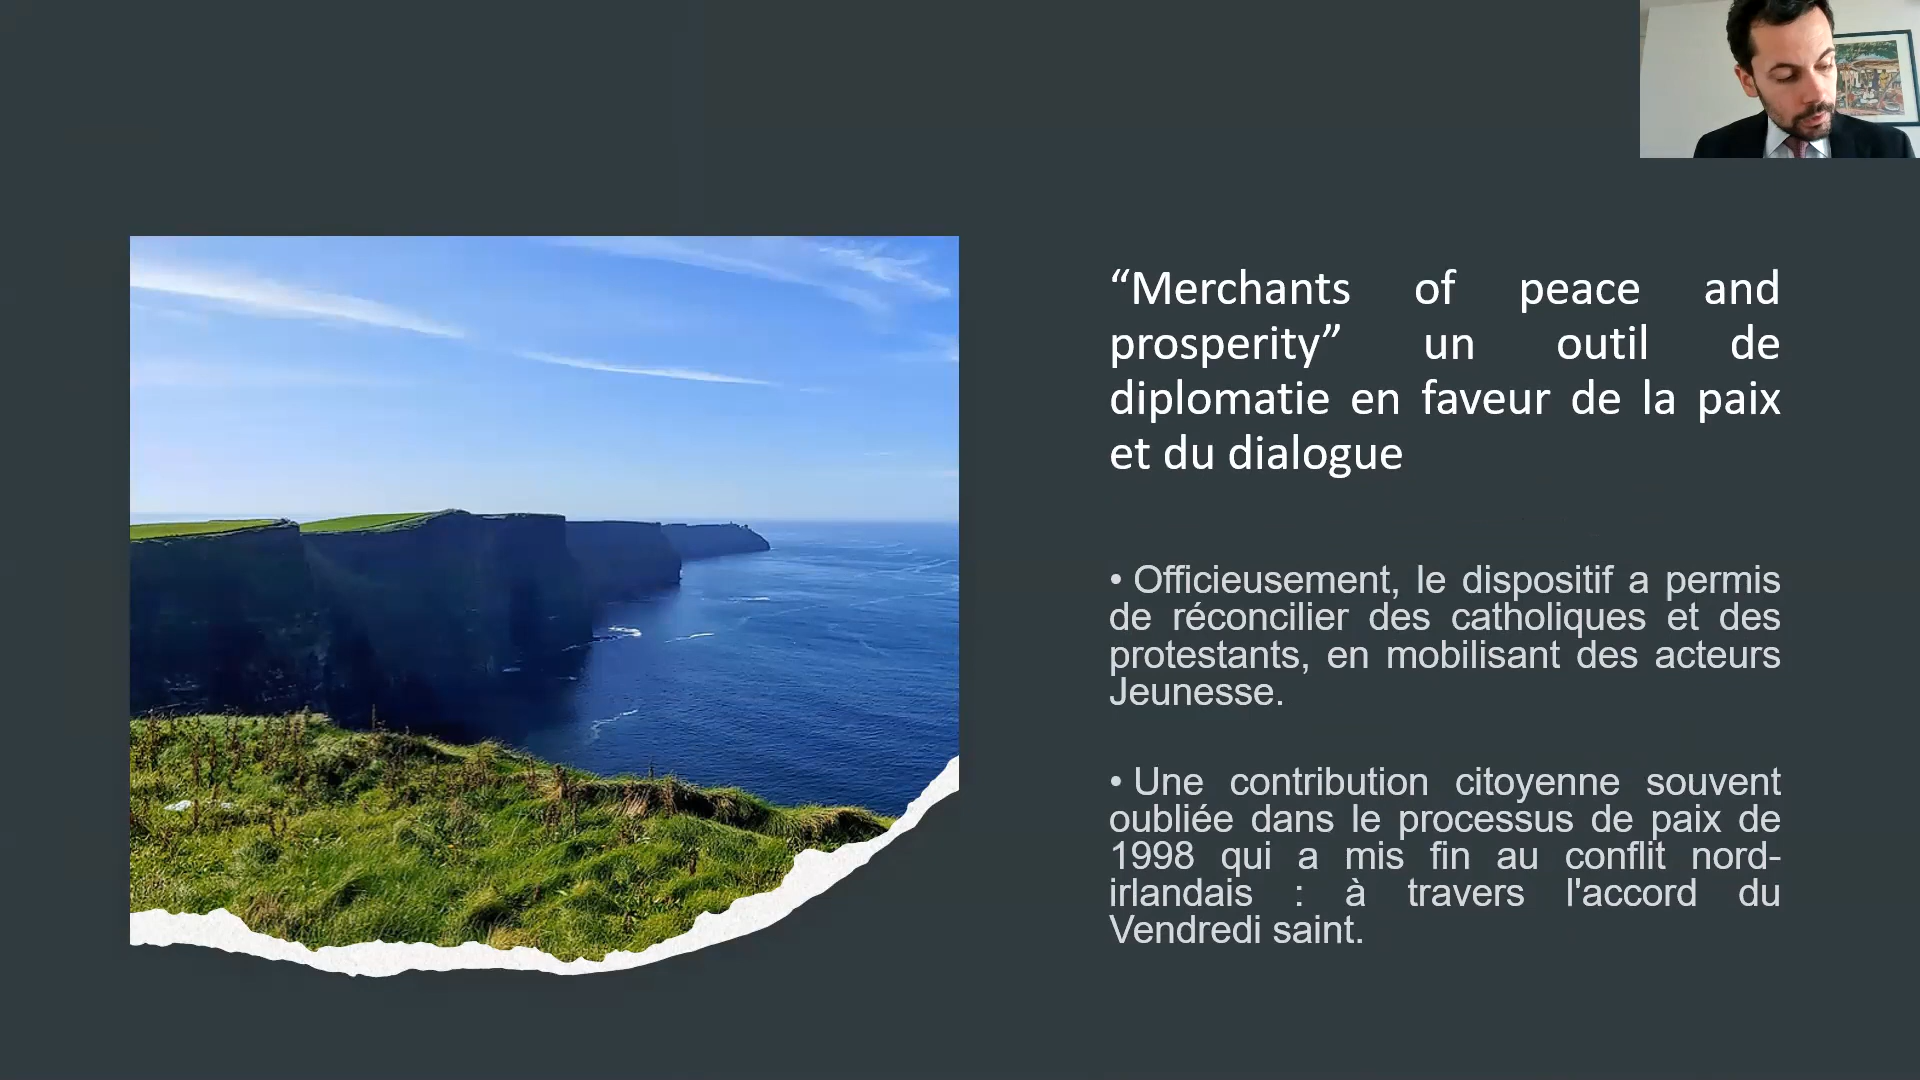 “Merchants of peace and
prosperity” un outil de
diplomatie en faveur de la paix
et du dialogue
• Officieusement, le dispositif a permis
de réconcilier des catholiques et des
protestants, en mobilisant des acteurs
Jeunesse.
• Une contribution citoyenne souvent
oubliée dans le processus de paix de
1998 qui a mis fin au conflit nord-
irlandais : à travers l'accord du
Vendredi saint.